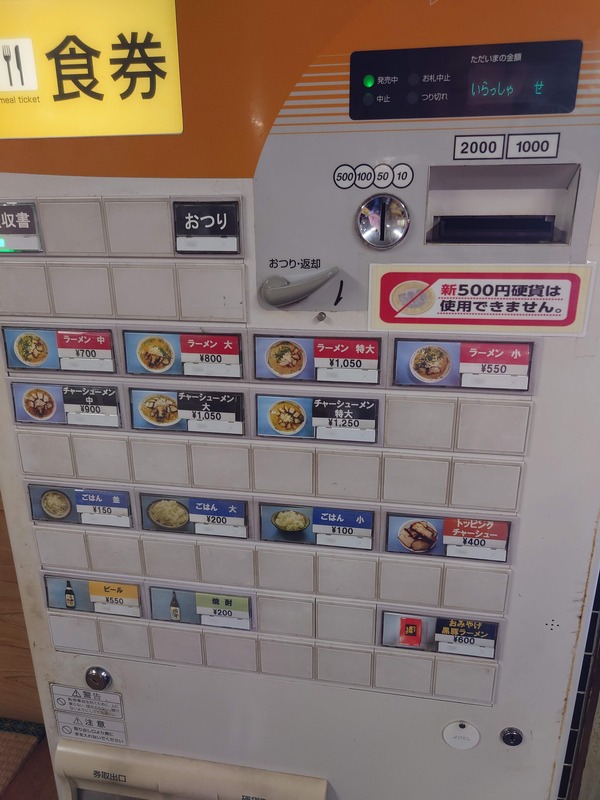 食券
meal ticket
ただいまの金額
発売中
お札中止
中止
つり切れ
いらっしゃ せ
2000 1000
500 100 50 10
収書
おつり
おつり・返却
新500円硬貨は
使用できません。
ラーメン 中
¥700
ラーメン 大
¥800
ラーメン 特大
¥1,050
ラーメン 小
¥550
チャーシューメン
中
¥900
チャーシューメン
大
¥1,050
チャーシューメン
特大
¥1,250
ごはん 並
¥150
ごはん 大
¥200
ごはん 小
¥100
トッピング
チャーシュー
¥400
ビール
¥550
焼酎
¥200
おみやげ
黒豚ラーメン
¥600
警告
注意
券取出口